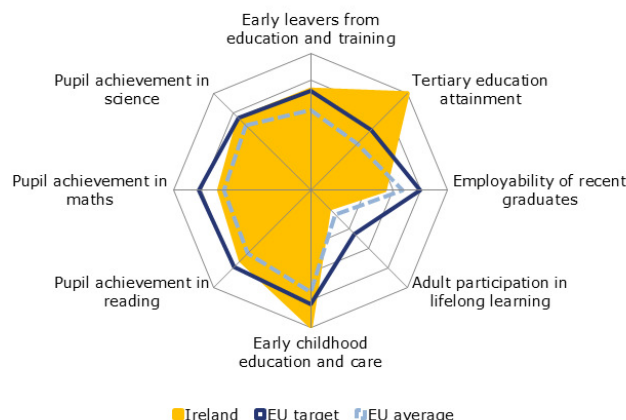 Early leavers from
education and training
Pupil achievement in
science
Tertiary education
attainment
Pupil achievement in
maths
Employability of recent
graduates
Pupil achievement in
reading
Adult participation in
lifelong learning
Early childhood
education and care
Ireland EU target EU average